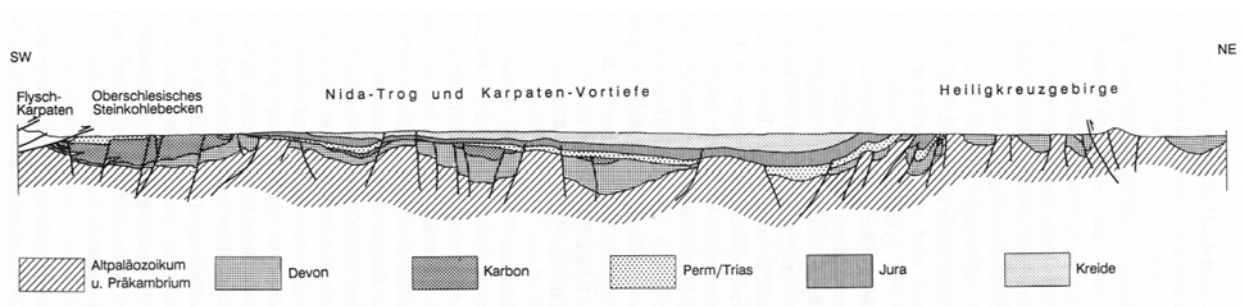 SW
NE
Flysch-
Karpaten
Oberschlesisches
Steinkohlebecken
Nida-Trog und Karpaten-Vortiefe
Heiligkreuzgebirge
Altpaläozoikum
u. Präkambrium
Devon
Karbon
Perm/Trias
Jura
Kreide